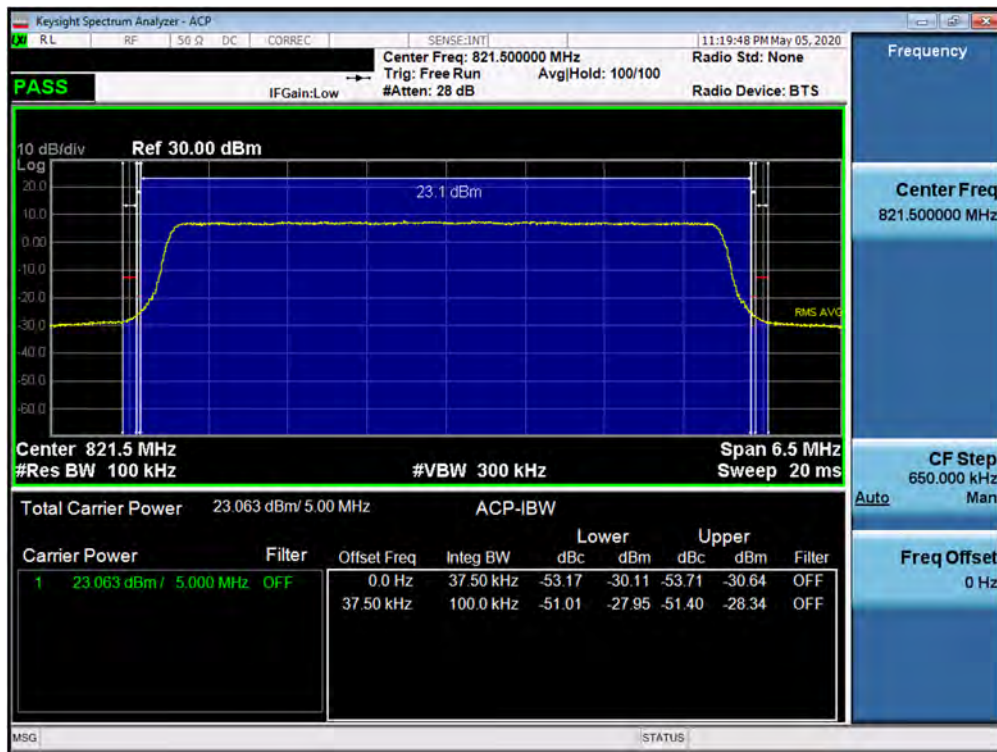 Keysight Spectrum Analyzer - ACP
LXI RL RF 50 Ω DC CORREC SENSE:INT 11:19:48 PM May 05, 2020
Center Freq: 821.500000 MHz Radio Std: None
Trig: Free Run Avg|Hold: 100/100
PASS IFGain:Low #Atten: 28 dB Radio Device: BTS
Frequency
10 dB/div Ref 30.00 dBm
Log
20.0
10.0
0.00
-10.0
-20.0
-30.0
-40.0
-50.0
-60.0
23.1 dBm
RMS AVG
Center 821.5 MHz Span 6.5 MHz
#Res BW 100 kHz #VBW 300 kHz Sweep 20 ms
Total Carrier Power 23.063 dBm/ 5.00 MHz ACP-IBW
Lower Upper
Carrier Power Filter Offset Freq Integ BW dBc dBm dBc dBm Filter
1 23.063 dBm / 5.000 MHz OFF 0.0 Hz 37.50 kHz -53.17 -30.11 -53.71 -30.64 OFF
37.50 kHz 100.0 kHz -51.01 -27.95 -51.40 -28.34 OFF
Center Freq
821.500000 MHz
CF Step
650.000 kHz
Auto Man
Freq Offset
0 Hz
MSG STATUS